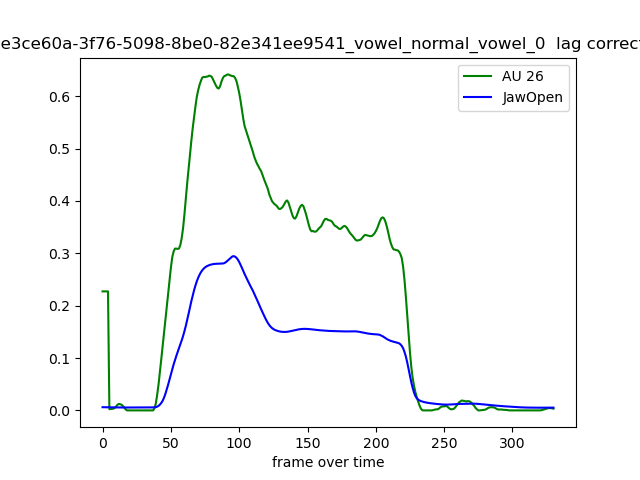 e3ce60a-3f76-5098-8be0-82e341ee9541_vowel_normal_vowel_0  lag correct
AU 26
JawOpen
0.6
0.5
0.4
0.3
0.2
0.1
0.0
0 50 100 150 200 250 300
frame over time